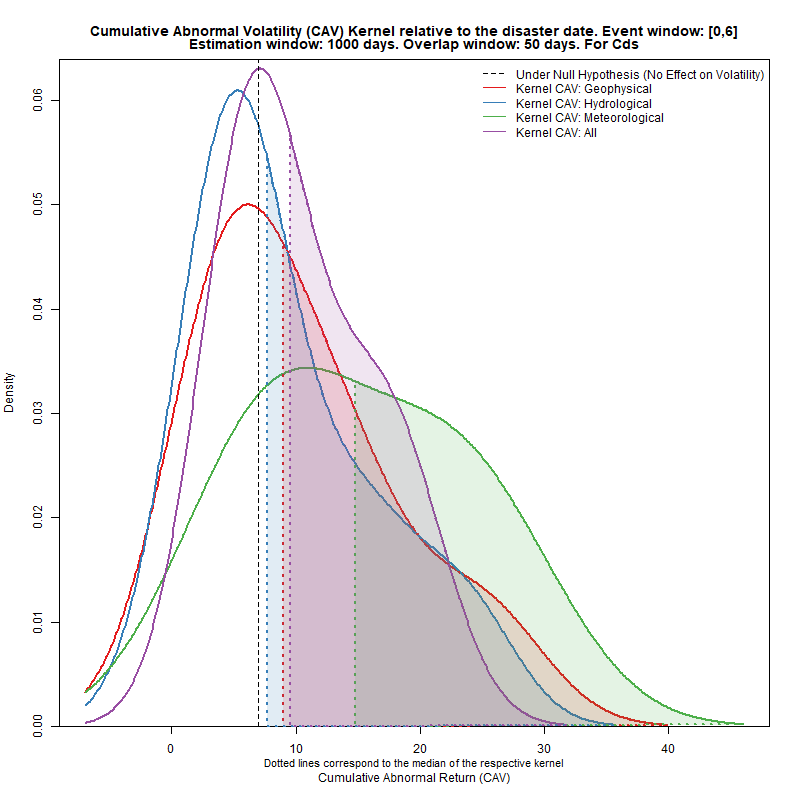 Cumulative Abnormal Volatility (CAV) Kernel relative to the disaster date. Event window: [0,6]
Estimation window: 1000 days. Overlap window: 50 days. For Cds
Under Null Hypothesis (No Effect on Volatility)
Kernel CAV: Geophysical
Kernel CAV: Hydrological
Kernel CAV: Meteorological
Kernel CAV: All
0.06
0.05
0.04
0.03
0.02
0.01
0.00
Density
0 10 20 30 40
Dotted lines correspond to the median of the respective kernel
Cumulative Abnormal Return (CAV)